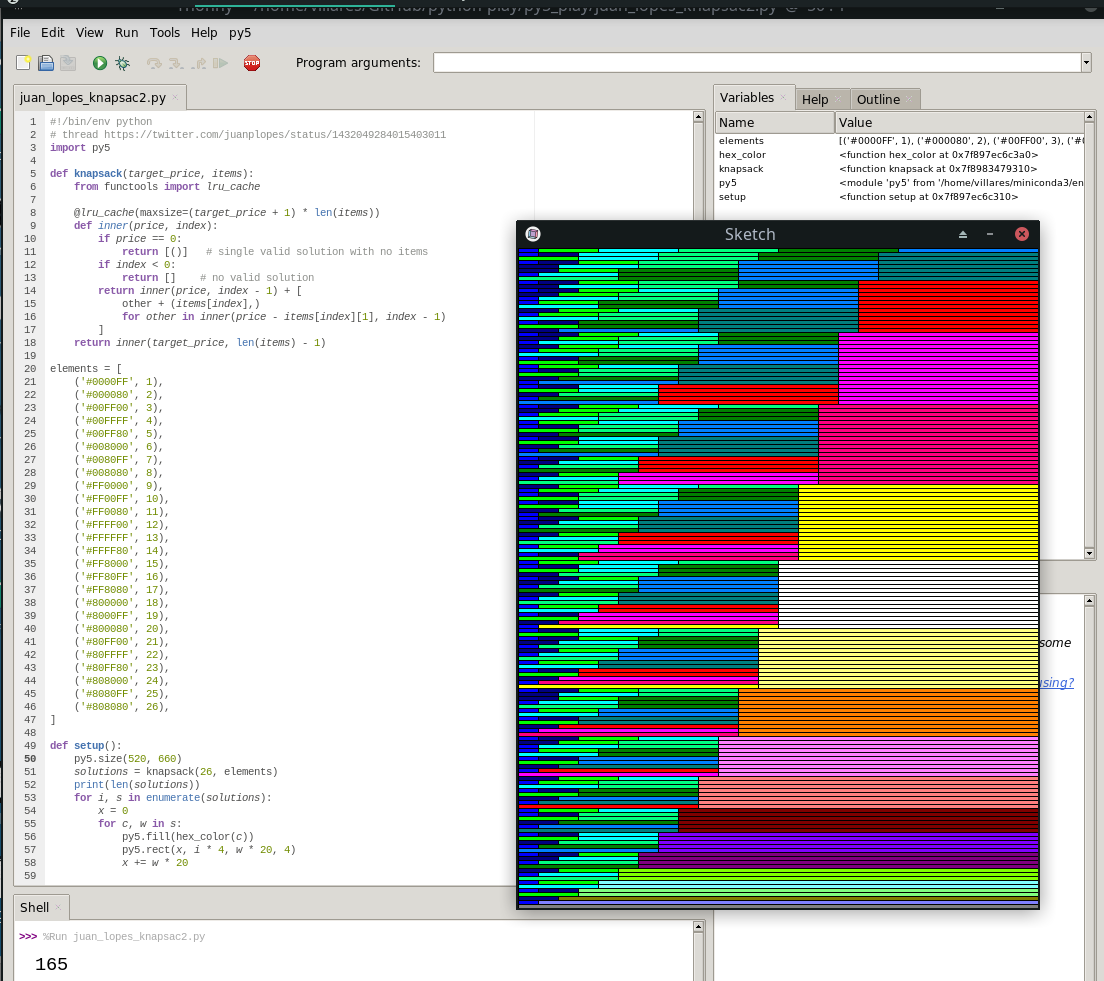 File Edit View Run Tools Help py5
Program arguments:
STOP
juan_lopes_knapsac2.py ×
1 #!/bin/env python
2 # thread https://twitter.com/juanplopes/status/1432049284015403011
3 import py5
4
5 def knapsack(target_price, items):
6 from functools import lru_cache
7
8 @lru_cache(maxsize=(target_price + 1) * len(items))
9 def inner(price, index):
10 if price == 0:
11 return [()] # single valid solution with no items
12 if index < 0:
13 return [] # no valid solution
14 return inner(price, index - 1) + [
15 other + (items[index],)
16 for other in inner(price - items[index][1], index - 1)
17 ]
18 return inner(target_price, len(items) - 1)
19
20 elements = [
21 ('#0000FF', 1),
22 ('#000080', 2),
23 ('#00FF00', 3),
24 ('#00FFFF', 4),
25 ('#00FF80', 5),
26 ('#008000', 6),
27 ('#0080FF', 7),
28 ('#008080', 8),
29 ('#FF0000', 9),
30 ('#FF00FF', 10),
31 ('#FF0080', 11),
32 ('#FFFF00', 12),
33 ('#FFFFFF', 13),
34 ('#FFFF80', 14),
35 ('#FF8000', 15),
36 ('#FF80FF', 16),
37 ('#FF8080', 17),
38 ('#800000', 18),
39 ('#8000FF', 19),
40 ('#800080', 20),
41 ('#80FF00', 21),
42 ('#80FFFF', 22),
43 ('#80FF80', 23),
44 ('#808000', 24),
45 ('#8080FF', 25),
46 ('#808080', 26),
47 ]
48
49 def setup():
50 py5.size(520, 660)
51 solutions = knapsack(26, elements)
52 print(len(solutions))
53 for i, s in enumerate(solutions):
54 x = 0
55 for c, w in s:
56 py5.fill(hex_color(c))
57 py5.rect(x, i * 4, w * 20, 4)
58 x += w * 20
59
Shell ×
>>> %Run juan_lopes_knapsac2.py
165
Variables × Help Outline
Name Value
elements [('#0000FF', 1), ('#000080', 2), ('#00FF00', 3), ('#
hex_color <function hex_color at 0x7f897ec6c3a0>
knapsack <function knapsack at 0x7f8983479310>
py5 <module 'py5' from '/home/villares/miniconda3/en
setup <function setup at 0x7f897ec6c310>
Sketch
some
using?